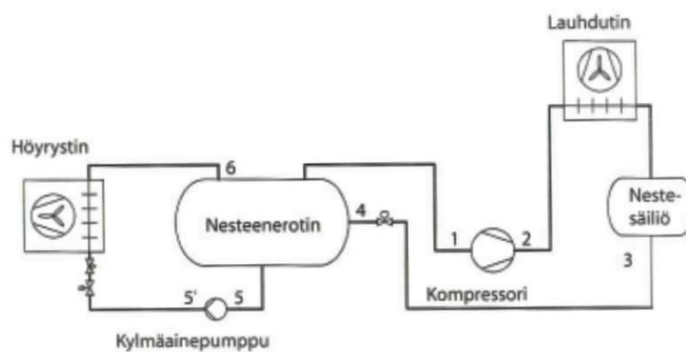 Lauhdutin
Höyrystin
6
Nesteenerotin
4
1
2
Neste-
säiliö
3
5'
5
Kompressori
Kylmäainepumppu